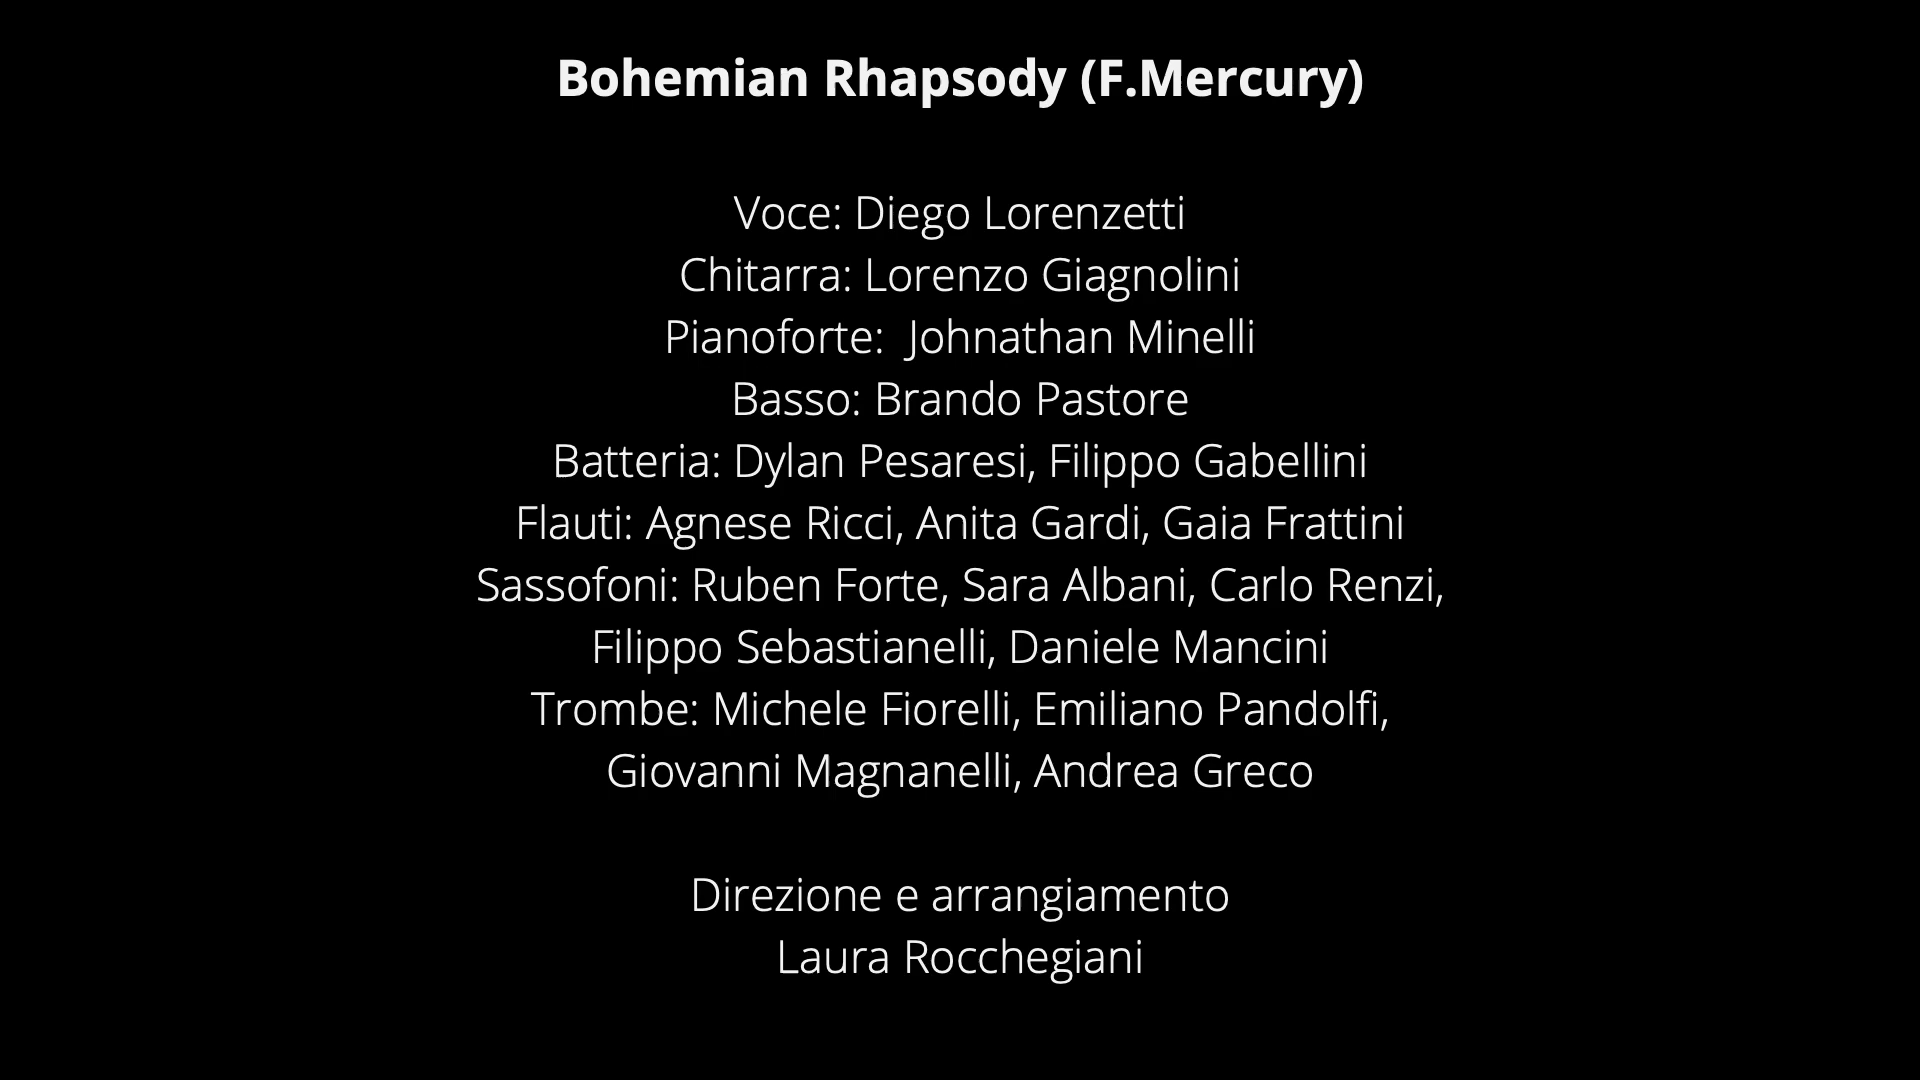 Bohemian Rhapsody (F.Mercury)
Voce: Diego Lorenzetti
Chitarra: Lorenzo Giagnolini
Pianoforte:  Johnathan Minelli
Basso: Brando Pastore
Batteria: Dylan Pesaresi, Filippo Gabellini
Flauti: Agnese Ricci, Anita Gardi, Gaia Frattini
Sassofoni: Ruben Forte, Sara Albani, Carlo Renzi,
Filippo Sebastianelli, Daniele Mancini
Trombe: Michele Fiorelli, Emiliano Pandolfi,
Giovanni Magnanelli, Andrea Greco
Direzione e arrangiamento
Laura Rocchegiani